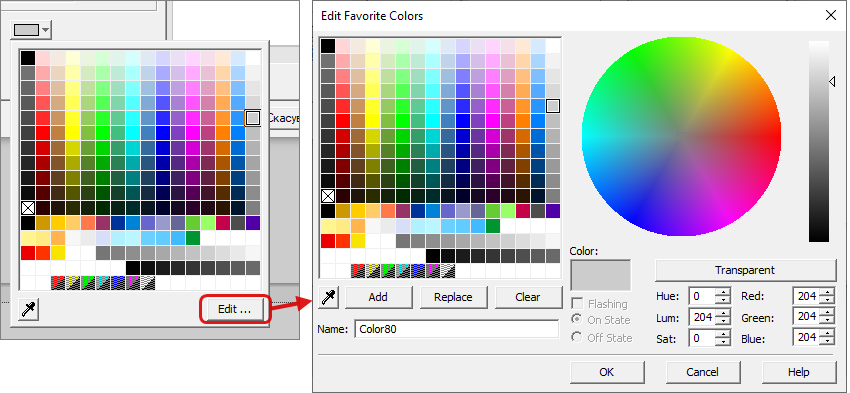 Скасув
Edit ...
Edit Favorite Colors
Add
Replace
Clear
Name:
Color80
Color:
Flashing
On State
Off State
Transparent
Hue:
0
Red:
204
Lum:
204
Green:
204
Sat:
0
Blue:
204
OK
Cancel
Help